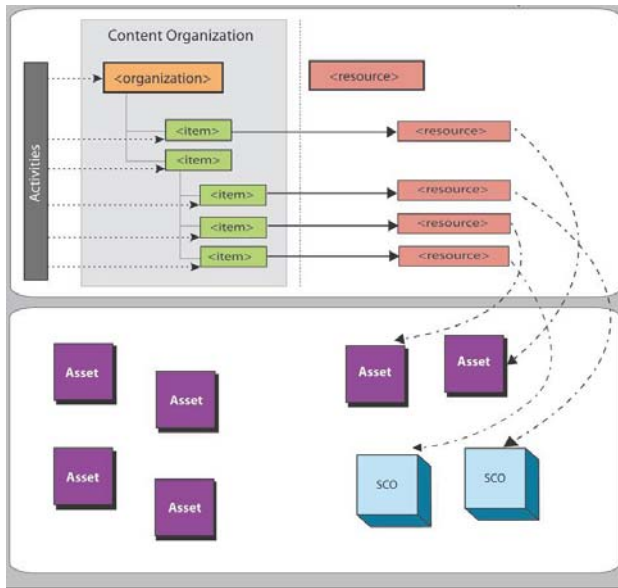 Content Organization
Activities
<organization>
<resource>
<item>
<resource>
<item>
<item>
<resource>
<item>
<resource>
<item>
<resource>
Asset
Asset
Asset
Asset
Asset
Asset
SCO
SCO